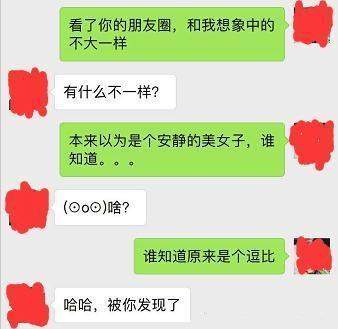 看了你的朋友圈，和我想象中的
不大一样
有什么不一样？
本来以为是个安静的美女子，谁
知道。。。
(⊙o⊙)啥？
谁知道原来是个逗比
哈哈，被你发现了